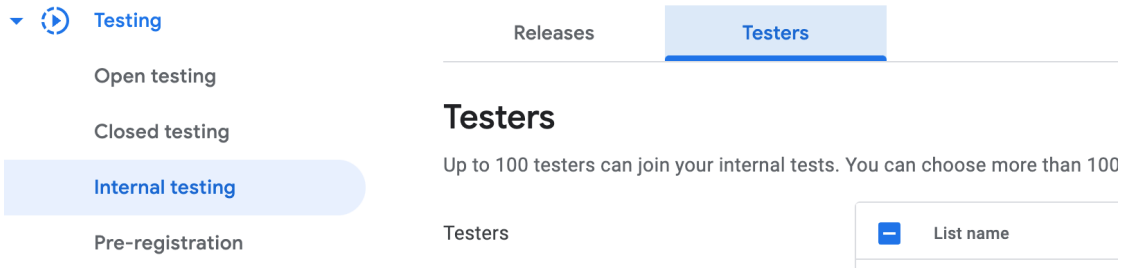 Testing
Open testing
Closed testing
Internal testing
Pre-registration
Releases
Testers
Testers
Up to 100 testers can join your internal tests. You can choose more than 100
Testers
List name